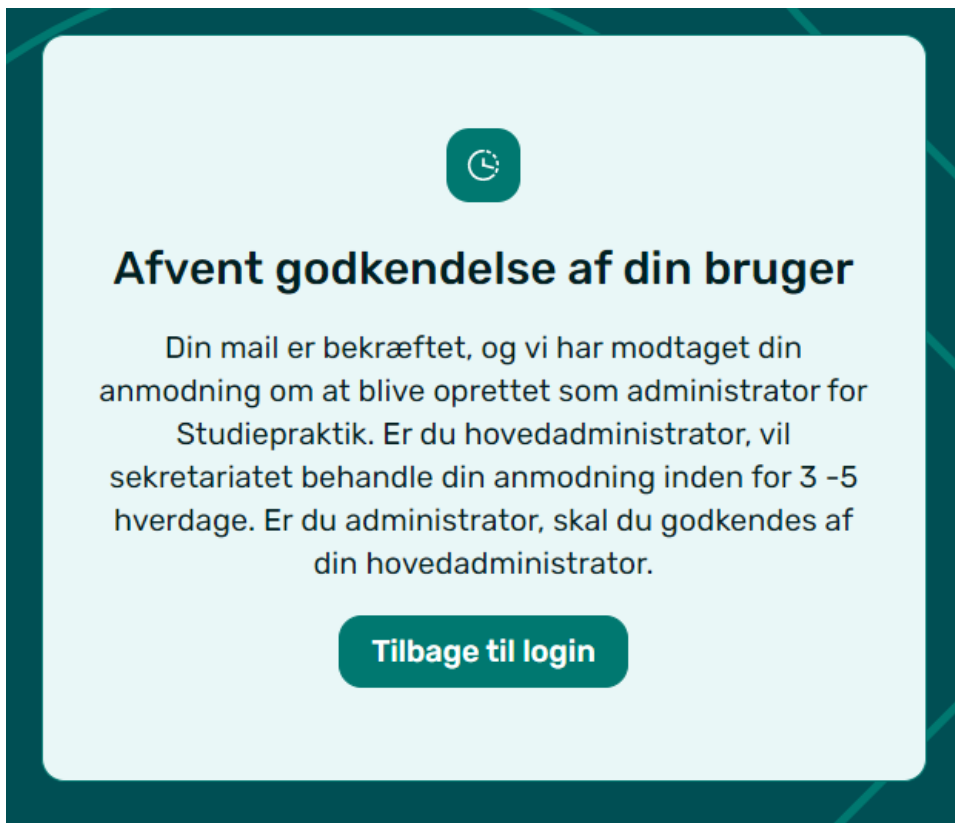 Afvent godkendelse af din bruger
Din mail er bekræftet, og vi har modtaget din
anmodning om at blive oprettet som administrator for
Studiepraktik. Er du hovedadministrator, vil
sekretariatet behandle din anmodning inden for 3 -5
hverdage. Er du administrator, skal du godkendes af
din hovedadministrator.
Tilbage til login